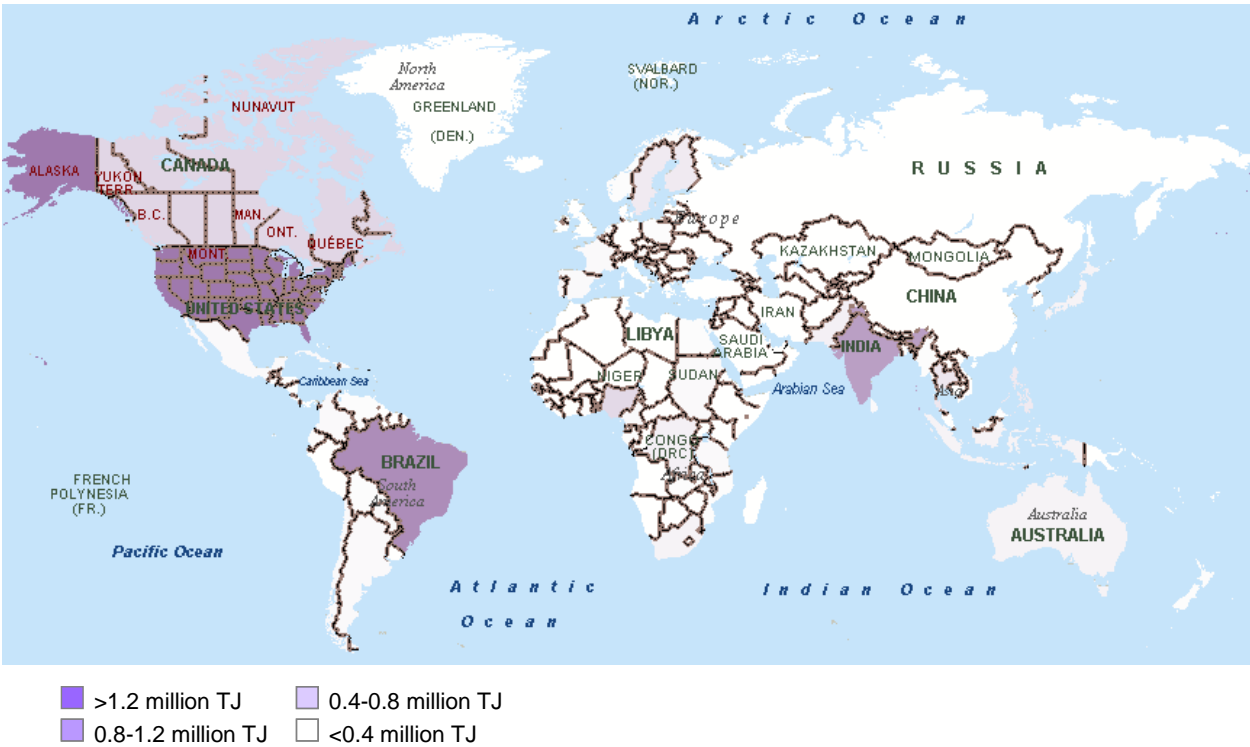 Arctic Ocean
SVALBARD
(NOR.)
North
America
GREENLAND
(DEN.)
NUNAVUT
CANADA
ALASKA
YUKON
TERR.
B.C.
MAN.
ONT.
QUÉBEC
MONT.
UNITED STATES
RUSSIA
Europe
KAZAKHSTAN
MONGOLIA
CHINA
IRAN
LIBYA
SAUDI
ARABIA
INDIA
NIGER
SUDAN
Caribbean Sea
Arabian Sea
Asia
CONGO
(DRC)
Africa
BRAZIL
South
America
FRENCH
POLYNESIA
(FR.)
Australia
AUSTRALIA
Pacific Ocean
Atlantic
Ocean
Indian Ocean
>1.2 million TJ
0.4-0.8 million TJ
0.8-1.2 million TJ
<0.4 million TJ